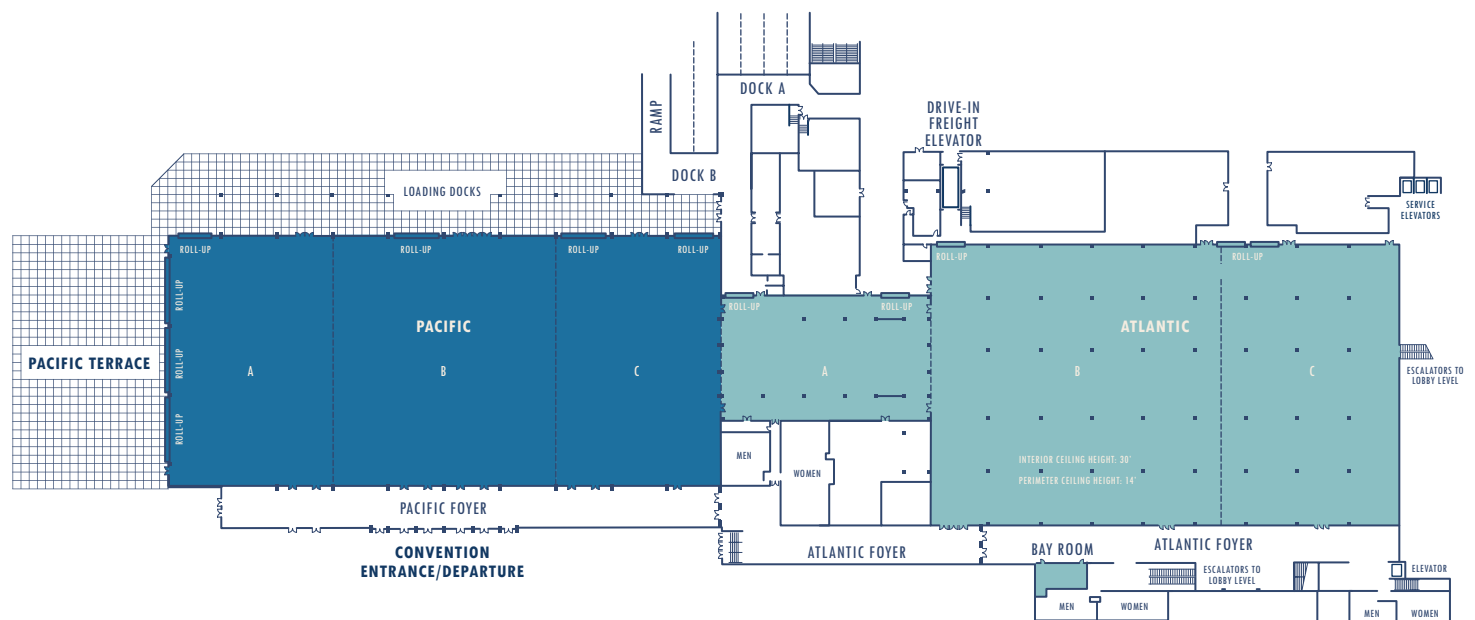 DOCK A
RAMP
DRIVE-IN
FREIGHT
ELEVATOR
DOCK B
LOADING DOCKS
SERVICE
ELEVATORS
ROLL-UP
ROLL-UP
ROLL-UP
ROLL-UP
ROLL-UP
ROLL-UP
ROLL-UP
ROLL-UP
ROLL-UP
ROLL-UP
ROLL-UP
PACIFIC
ATLANTIC
PACIFIC TERRACE
A
B
C
A
B
C
ESCALATORS TO
LOBBY LEVEL
MEN
WOMEN
INTERIOR CEILING HEIGHT: 30'
PERIMETER CEILING HEIGHT: 14'
PACIFIC FOYER
CONVENTION
ENTRANCE/DEPARTURE
ATLANTIC FOYER
BAY ROOM
ATLANTIC FOYER
ESCALATORS TO
LOBBY LEVEL
ELEVATOR
MEN
WOMEN
MEN
WOMEN